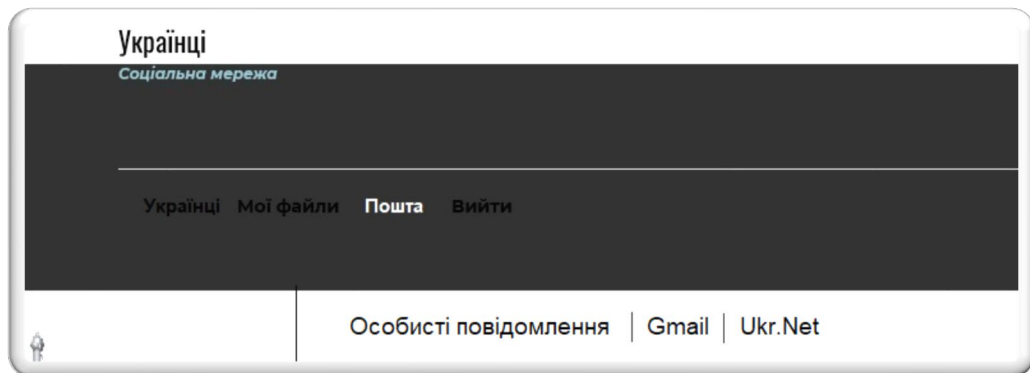 Українці
Соціальна мережа
Українці Мої файли Пошта Вийти
Особисті повідомлення | Gmail | Ukr.Net